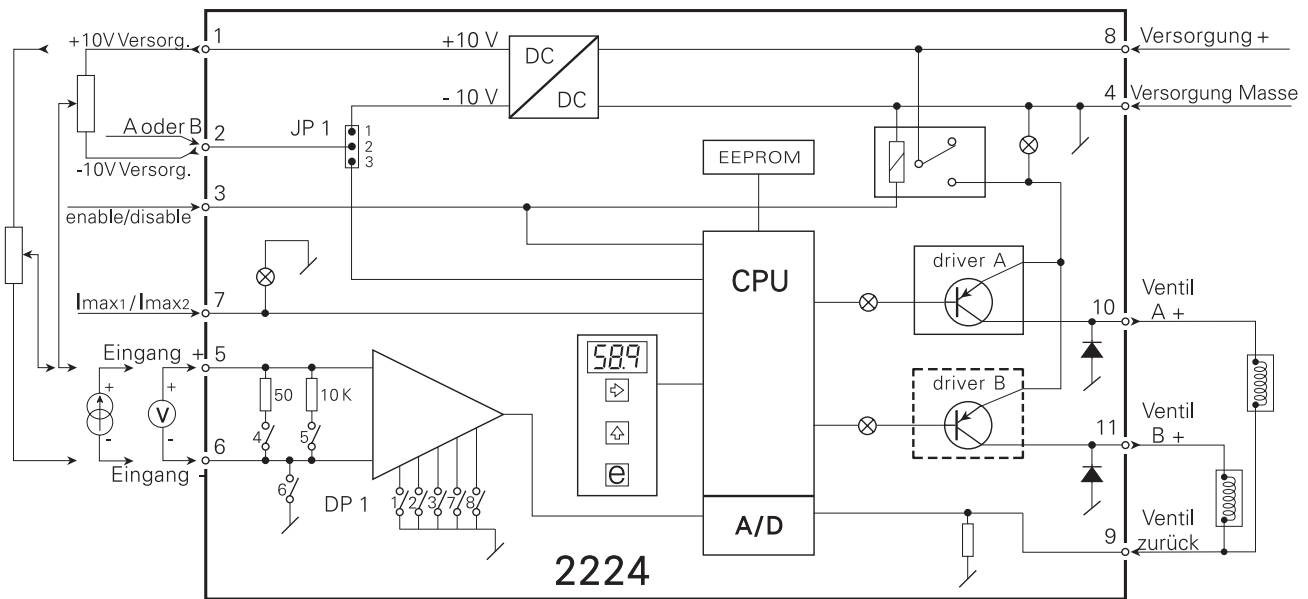 +10V Versorg.
1
+10 V
DC
DC
8
Versorgung +
- 10 V
4
Versorgung Masse
A oder B
2
JP 1
1
2
3
-10V Versorg.
EEPROM
3
enable/disable
CPU
driver A
Imax1 / Imax2
7
10
Ventil
A +
Eingang +
5
58.9
50
10 K
driver B
+
+
V
4
5
-
-
6
11
Ventil
B +
Eingang -
6
e
DP 1
1
2
3
7
8
A/D
9
Ventil
zurück
2224